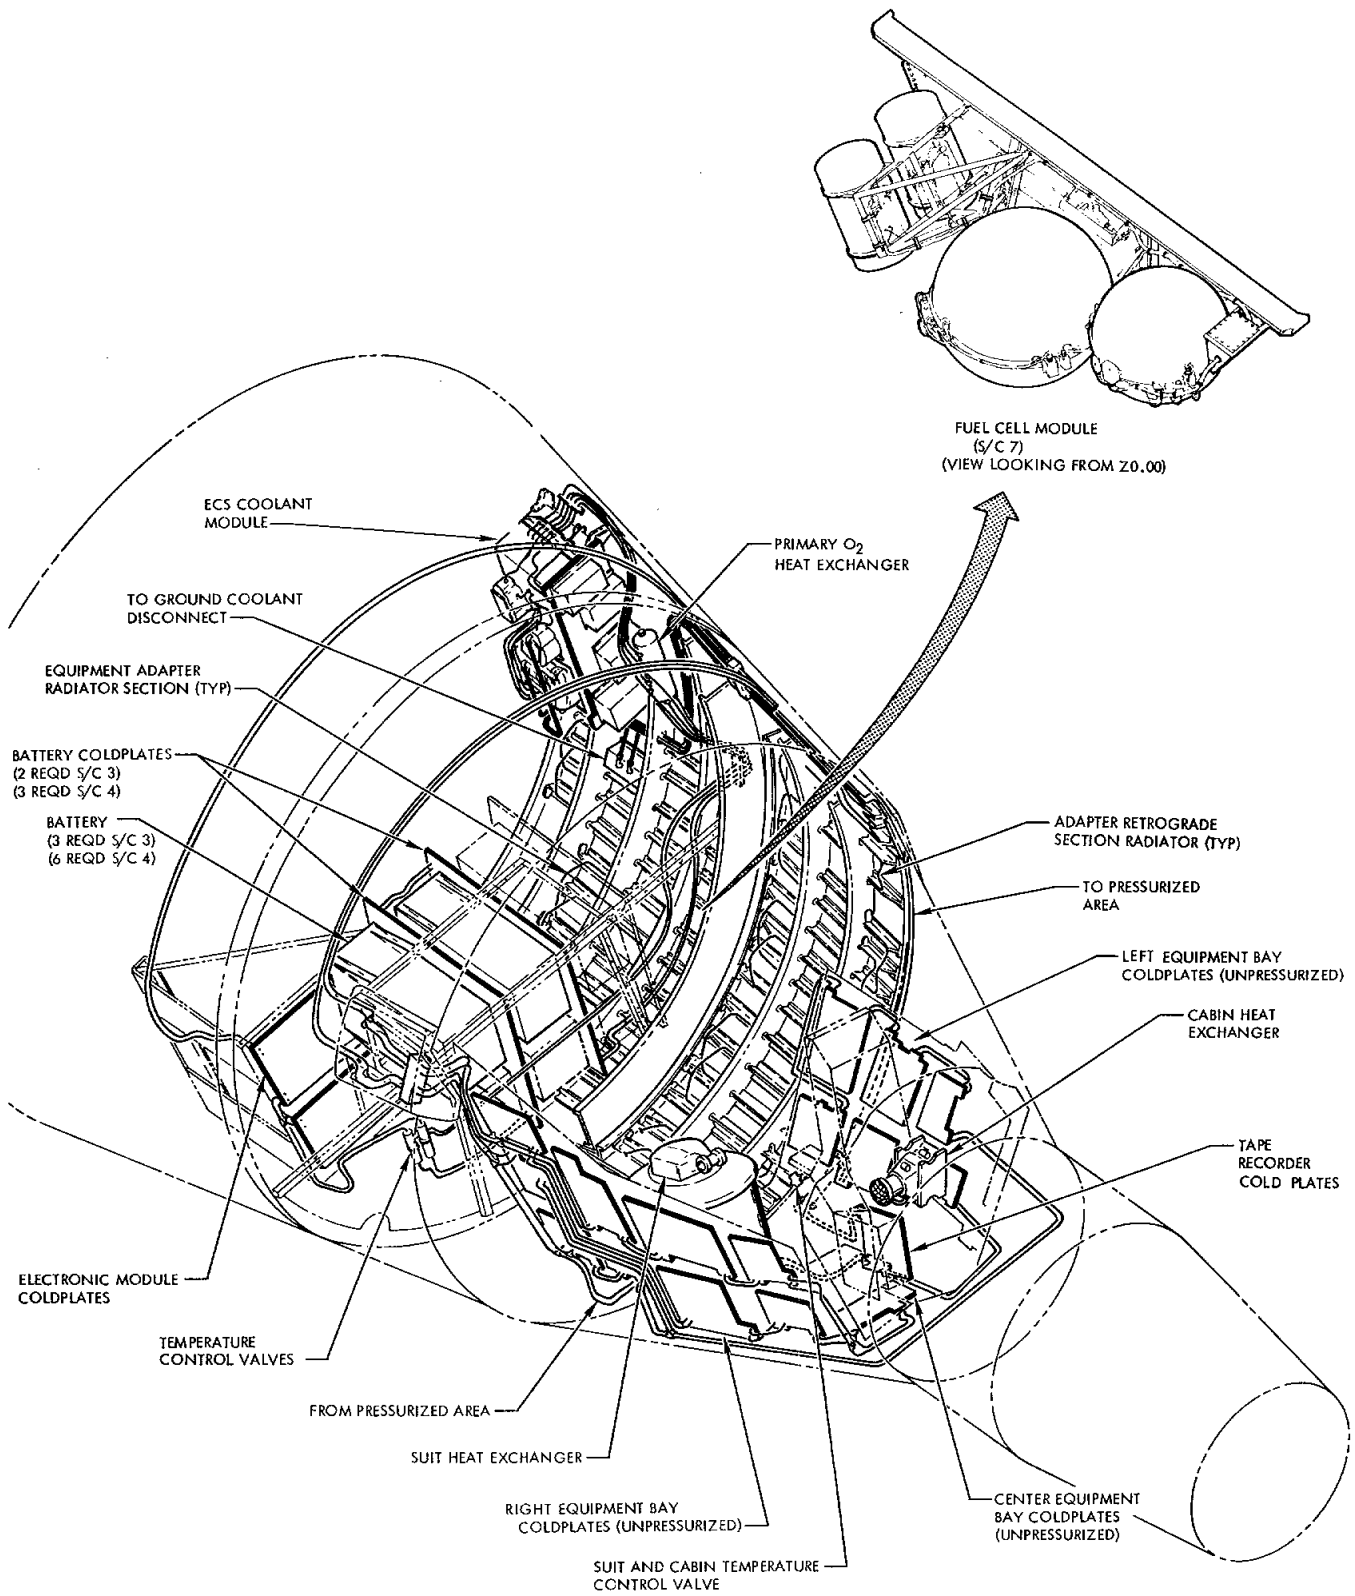 FUEL CELL MODULE
(S/C 7)
(VIEW LOOKING FROM Z0.00)
ECS COOLANT
MODULE
PRIMARY O2
HEAT EXCHANGER
TO GROUND COOLANT
DISCONNECT
EQUIPMENT ADAPTER
RADIATOR SECTION (TYP)
BATTERY COLDPLATES
(2 REQD S/C 3)
(3 REQD S/C 4)
BATTERY
(3 REQD S/C 3)
(6 REQD S/C 4)
ADAPTER RETROGRADE
SECTION RADIATOR (TYP)
TO PRESSURIZED
AREA
LEFT EQUIPMENT BAY
COLDPLATES (UNPRESSURIZED)
CABIN HEAT
EXCHANGER
TAPE
RECORDER
COLD PLATES
ELECTRONIC MODULE
COLDPLATES
TEMPERATURE
CONTROL VALVES
FROM PRESSURIZED AREA
SUIT HEAT EXCHANGER
RIGHT EQUIPMENT BAY
COLDPLATES (UNPRESSURIZED)
SUIT AND CABIN TEMPERATURE
CONTROL VALVE
CENTER EQUIPMENT
BAY COLDPLATES
(UNPRESSURIZED)